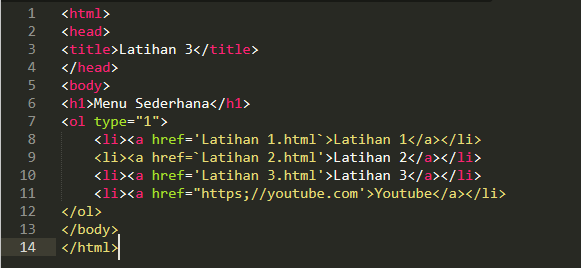 1 <html>
2 <head>
3 <title>Latihan 3</title>
4 </head>
5 <body>
6 <h1>Menu Sederhana</h1>
7 <ol type="1">
8 <li><a href='Latihan 1.html`>Latihan 1</a></li>
9 <li><a href=`Latihan 2.html'>Latihan 2</a></li>
10 <li><a href='Latihan 3.html'>Latihan 3</a></li>
11 <li><a href="https;//youtube.com'>Youtube</a></li>
12 </ol>
13 </body>
14 </html>